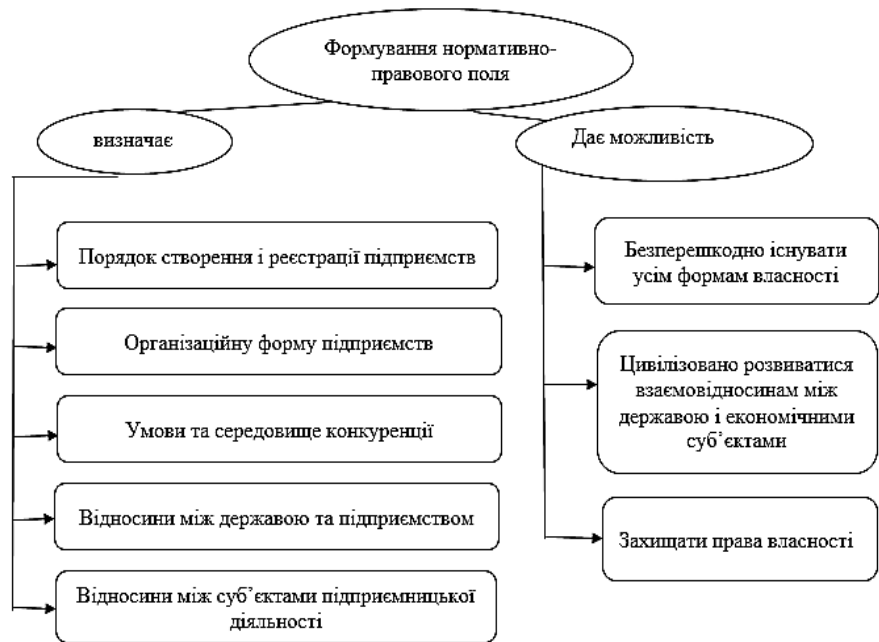 Формування нормативно-
правового поля
визначає
Дає можливість
Порядок створення і реєстрації підприємств
Організаційну форму підприємств
Умови та середовище конкуренції
Відносини між державою та підприємством
Відносини між суб’єктами підприємницької
діяльності
Безперешкодно існувати
усім формам власності
Цивілізовано розвиватися
взаємовідносинам між
державою і економічними
суб’єктами
Захищати права власності